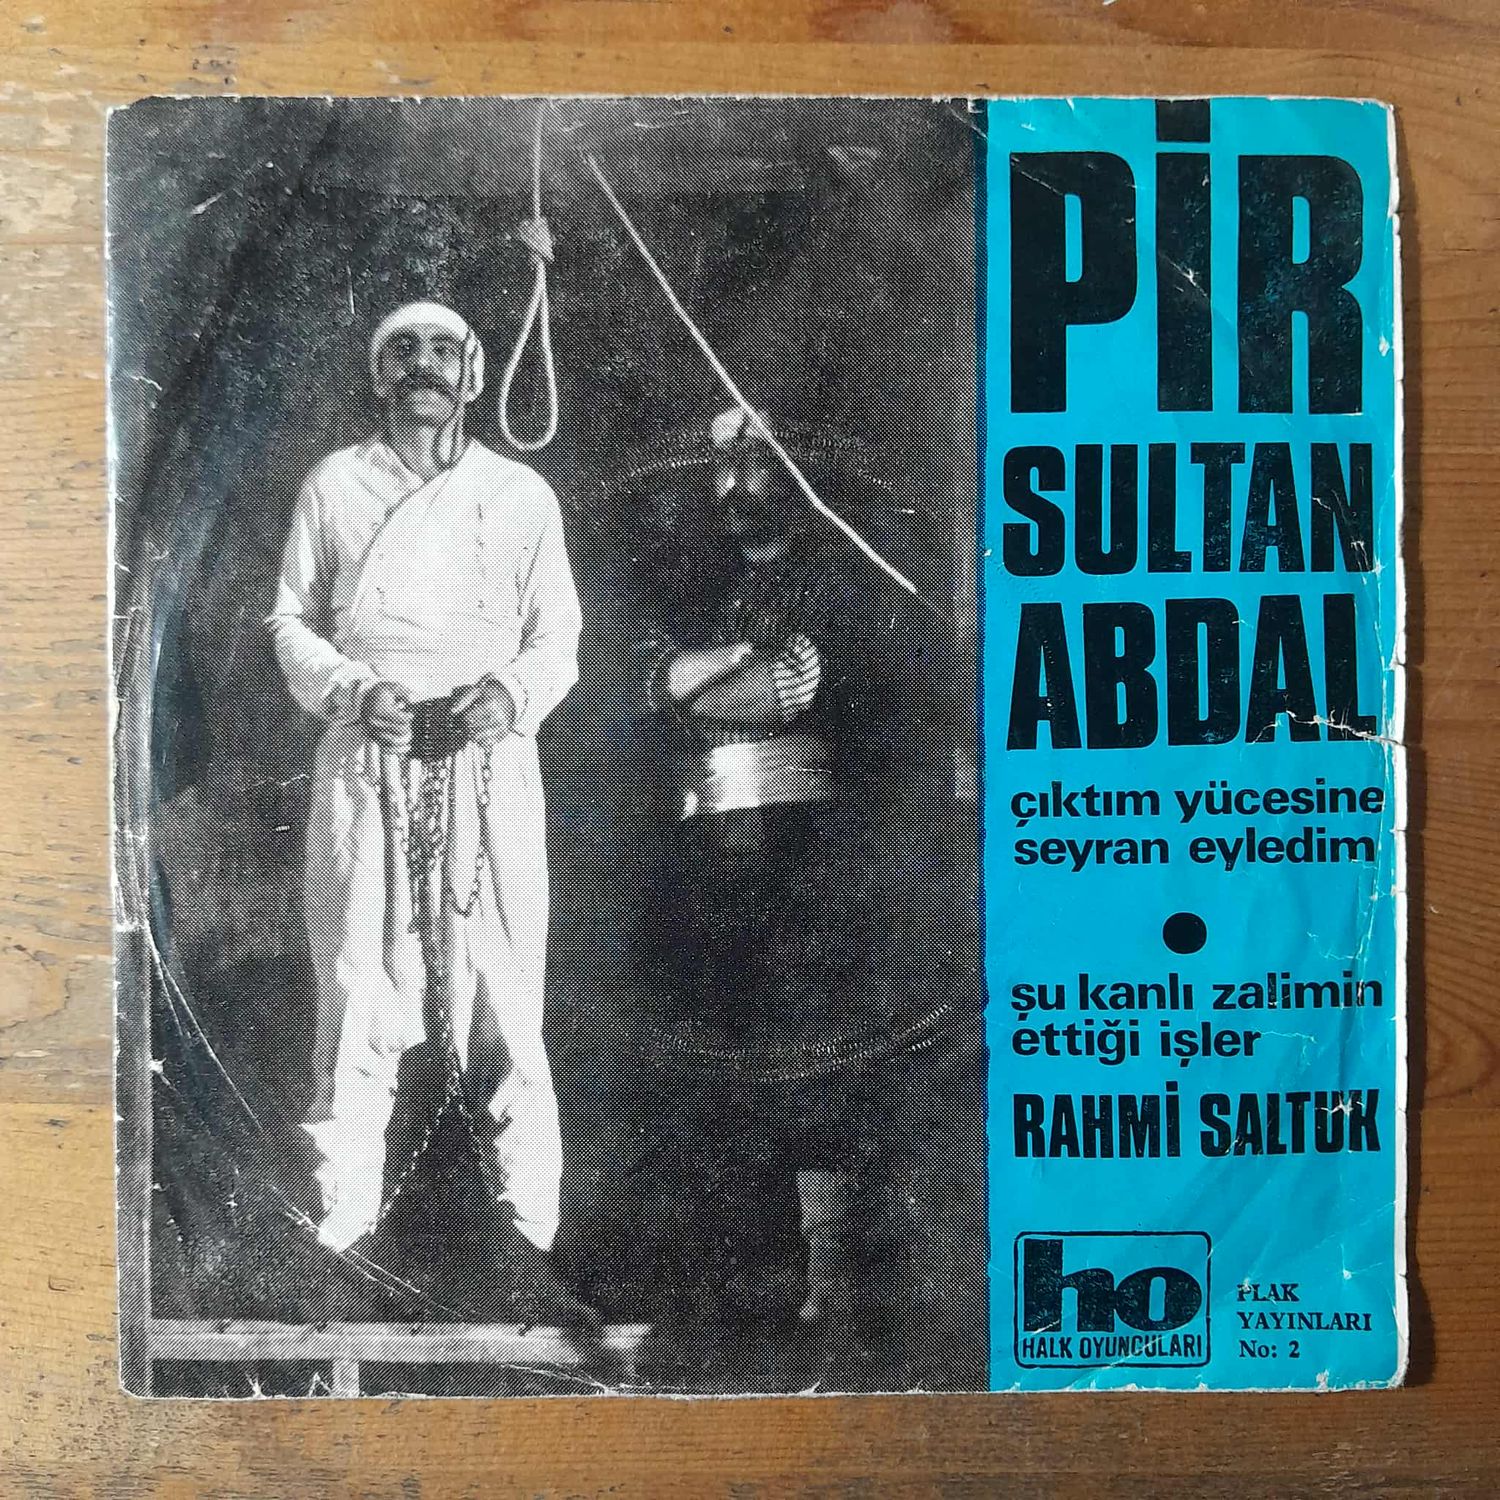 PİR
SULTAN
ABDAL
çıktım yücesine
seyran eyledim
şu kanlı zalimin
ettiği işler
RAHMİ SALTUK
ho
HALK OYUNCULARI
PLAK
YAYINLARI
No: 2